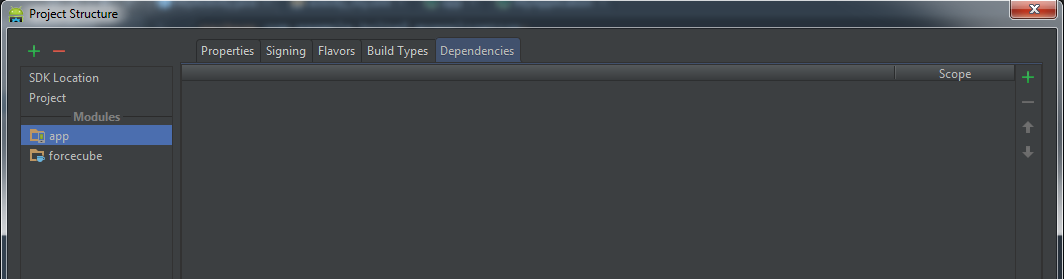 Project Structure
Properties Signing Flavors Build Types Dependencies
SDK Location
Project
Modules
app
forcecube
Scope